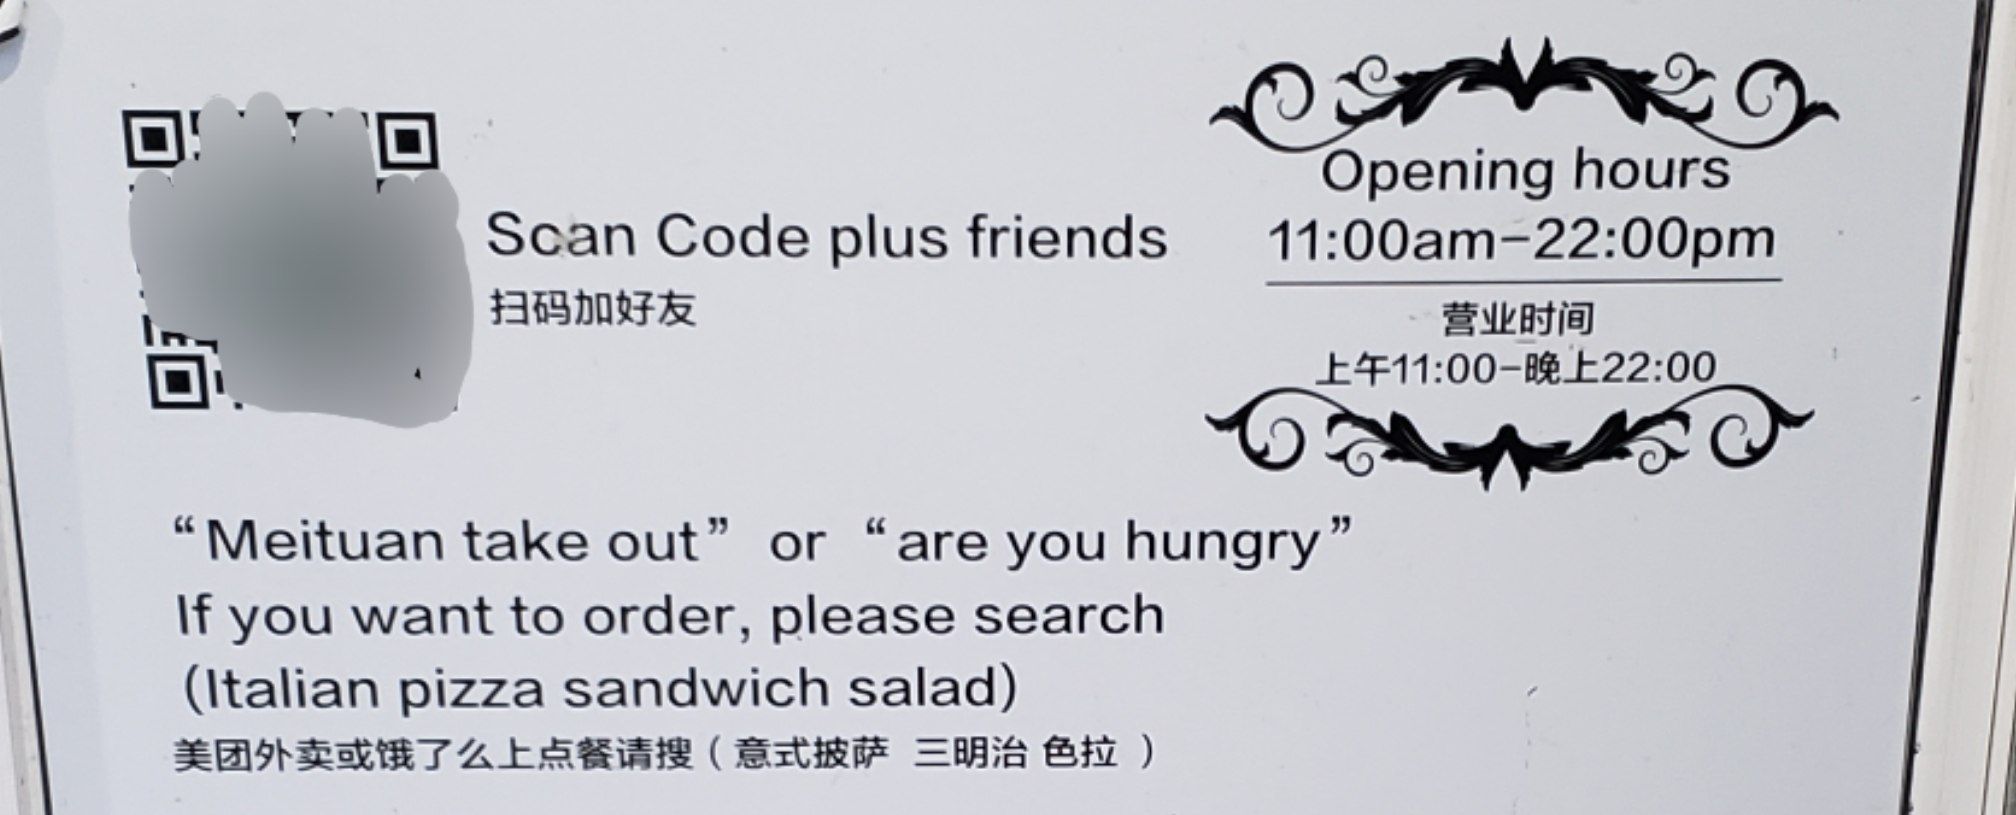 Scan Code plus friends
扫码加好友
Opening hours
11:00am-22:00pm
营业时间
上午11:00-晚上22:00
“Meituan take out” or “are you hungry”
If you want to order, please search
(Italian pizza sandwich salad)
美团外卖或饿了么上点餐请搜（意式披萨 三明治 色拉 ）